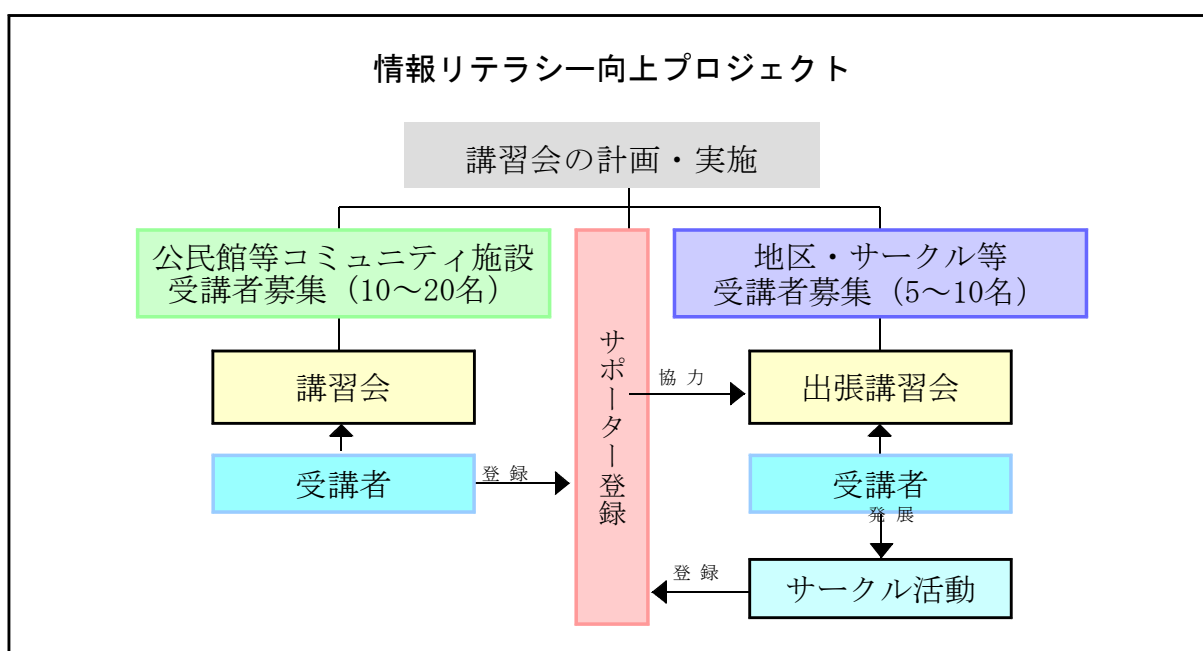 情報リテラシー向上プロジェクト
講習会の計画・実施
公民館等コミュニティ施設
受講者募集（10～20名）
地区・サークル等
受講者募集（5～10名）
サポーター登録
講習会
協力
出張講習会
受講者
登録
受講者
発展
登録
サークル活動